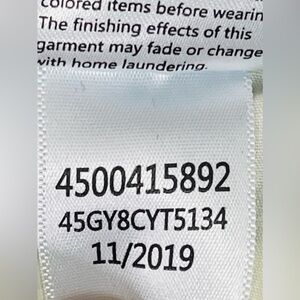 colored items before wearin
The finishing effects of this
garment may fade or change
with home laundering.
4500415892
45GY8CYT5134
11/2019